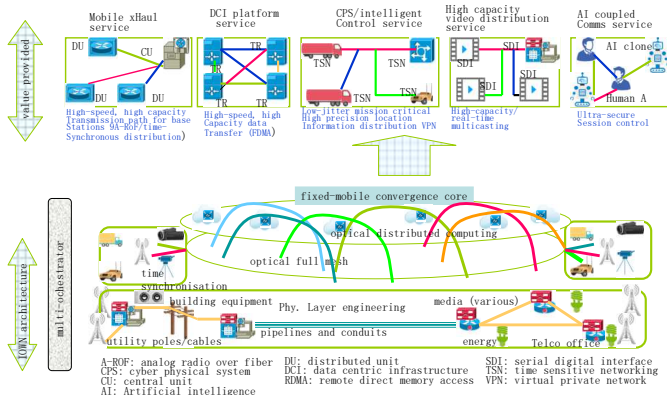 Mobile xHaul
service
DCI platform
service
CPS/intelligent
Control service
High capacity
video distribution
service
AI coupled
Comms service
value provided
DU
CU
DU
DU
TR
TR
TR
TR
TSN
TSN
TSN
TSN
SDI
SDI
SDI
SDI
AI clone
Human A
High-speed, high capacity
Transmission path for base
Stations 9A-RoF/time-
Synchronous distribution)
High-speed, high
Capacity data
Transfer (FDMA)
Low-jitter mission critical
High precision location
Information distribution VPN
High-capacity/
real-time
multicasting
Ultra-secure
Session control
fixed-mobile convergence core
optical distributed computing
optical full mesh
IOWN architecture
multi-ochestrator
time
synchronisation
building equipment
Phy. Layer engineering
media (various)
utility poles/cables
pipelines and conduits
energy
Telco office
A-ROF: analog radio over fiber
CPS: cyber physical system
CU: central unit
AI: Artificial intelligence
DU: distributed unit
DCI: data centric infrastructure
RDMA: remote direct memory access
SDI: serial digital interface
TSN: time sensitive networking
VPN: virtual private network